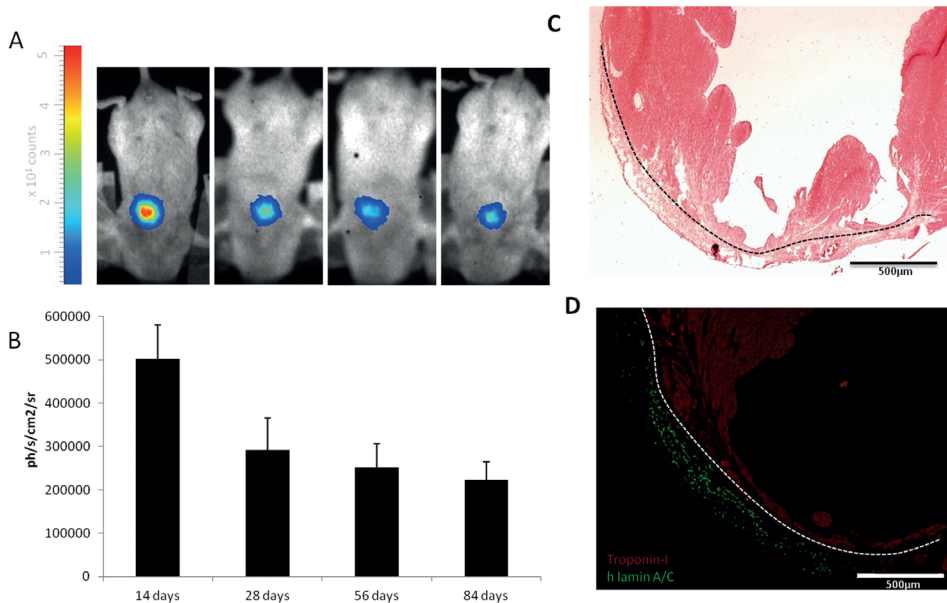 A
5
4
3
2
1
x 10¹ counts
B
600000
500000
400000
300000
200000
100000
0
ph/s/cm2/sr
14 days
28 days
56 days
84 days
C
500µm
D
Troponin-I
h lamin A/C
500µm